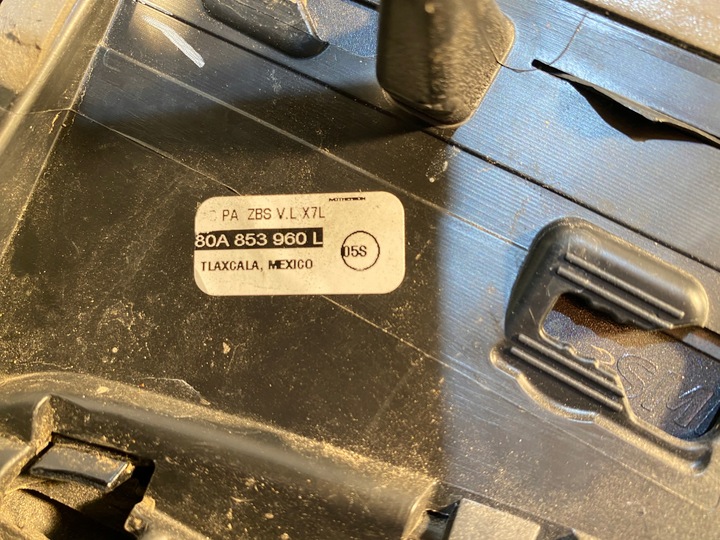 PA ZBS V.L X7L
80A 853 960 L
05S
TLAXCALA, MEXICO